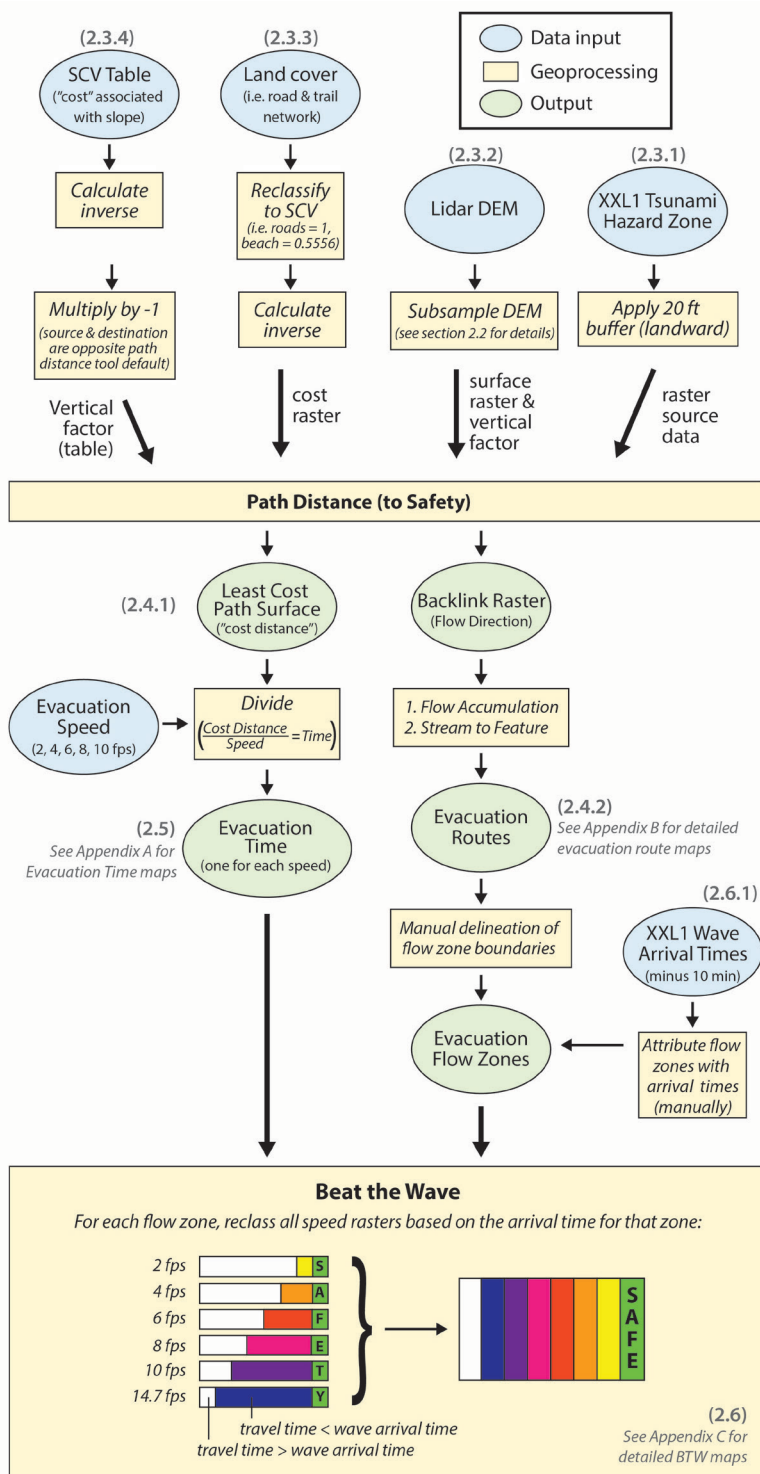 (2.3.4)
SCV Table
("cost" associated
with slope)
Calculate
inverse
Multiply by -1
(source & destination
are opposite path
distance tool default)
Vertical
factor
(table)
(2.3.3)
Land cover
(i.e. road & trail
network)
Reclassify
to SCV
(i.e. roads = 1,
beach = 0.5556)
Calculate
inverse
cost
raster
Data input
Geoprocessing
Output
(2.3.2)
Lidar DEM
Subsample DEM
(see section 2.2 for details)
surface
raster &
vertical
factor
(2.3.1)
XXL1 Tsunami
Hazard Zone
Apply 20 ft
buffer (landward)
raster
source
data
Path Distance (to Safety)
(2.4.1)
Least Cost
Path Surface
("cost distance")
Evacuation
Speed
(2, 4, 6, 8, 10 fps)
Divide
(Cost Distance
Speed
= Time)
(2.5)
See Appendix A for
Evacuation Time maps
Evacuation
Time
(one for each speed)
Backlink Raster
(Flow Direction)
1. Flow Accumulation
2. Stream to Feature
Evacuation
Routes
(2.4.2)
See Appendix B for detailed
evacuation route maps
Manual delineation of
flow zone boundaries
(2.6.1)
XXL1 Wave
Arrival Times
(minus 10 min)
Evacuation
Flow Zones
Attribute flow
zones with
arrival times
(manually)
Beat the Wave
For each flow zone, reclass all speed rasters based on the arrival time for that zone:
2 fps S
4 fps A
6 fps F
8 fps E
10 fps T
14.7 fps Y
travel time < wave arrival time
travel time > wave arrival time
S
A
F
E
(2.6)
See Appendix C for
detailed BTW maps